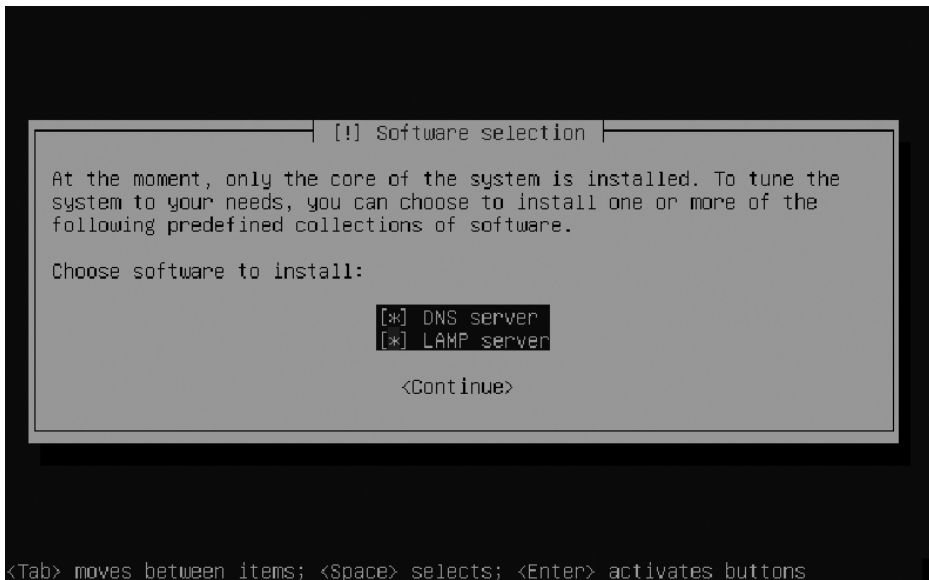 [!] Software selection
At the moment, only the core of the system is installed. To tune the
system to your needs, you can choose to install one or more of the
following predefined collections of software.
Choose software to install:
[*] DNS server
[*] LAMP server
<Continue>
<Tab> moves between items; <Space> selects; <Enter> activates buttons